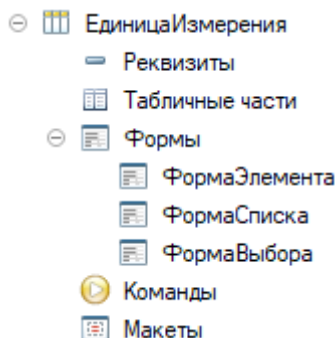 ЕдиницаИзмерения
Реквизиты
Табличные части
Формы
ФормаЭлемента
ФормаСписка
ФормаВыбора
Команды
Макеты